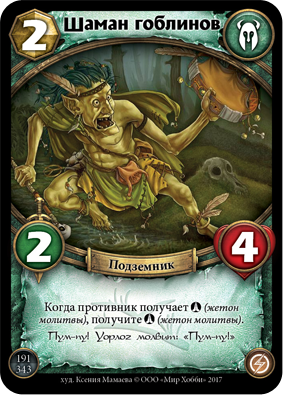 2
Шаман гоблинов
2
4
Подземник
Когда противник получает (жетон
молитвы), получите (жетон молитвы).
Пум-пу! Уорлог молвит: «Пум-пу!»
191
343
худ. Ксения Мамаева © ООО «Мир Хобби» 2017